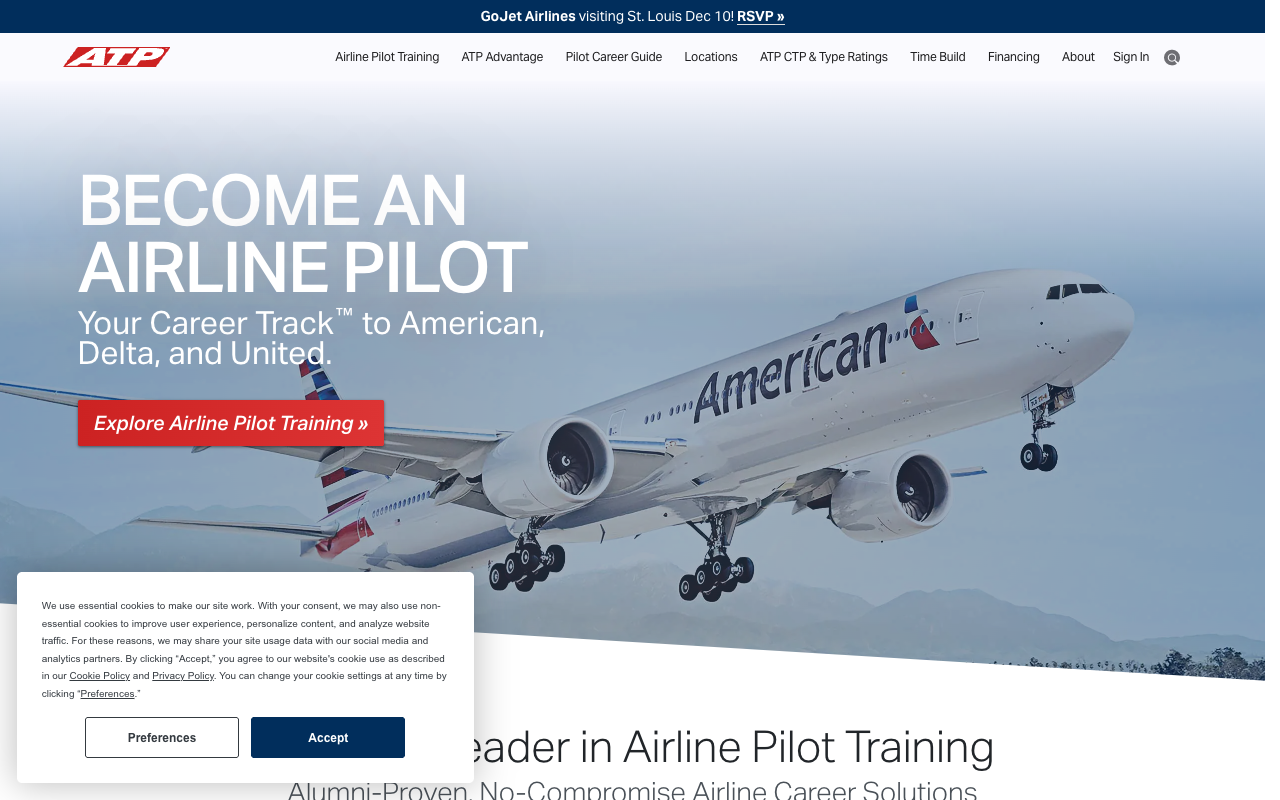 GoJet Airlines visiting St. Louis Dec 10! RSVP »
ATP
Airline Pilot Training
ATP Advantage
Pilot Career Guide
Locations
ATP CTP & Type Ratings
Time Build
Financing
About
Sign In
BECOME AN
AIRLINE PILOT
Your Career Track™ to American,
Delta, and United.
Explore Airline Pilot Training »
American
We use essential cookies to make our site work. With your consent, we may also use non-
essential cookies to improve user experience, personalize content, and analyze website
traffic. For these reasons, we may share your site usage data with our social media and
analytics partners. By clicking “Accept,” you agree to our website's cookie use as described
in our Cookie Policy and Privacy Policy. You can change your cookie settings at any time by
clicking “Preferences.”
Preferences
Accept
eader in Airline Pilot Training
Alumni-Proven, No-Compromise Airline Career Solutions